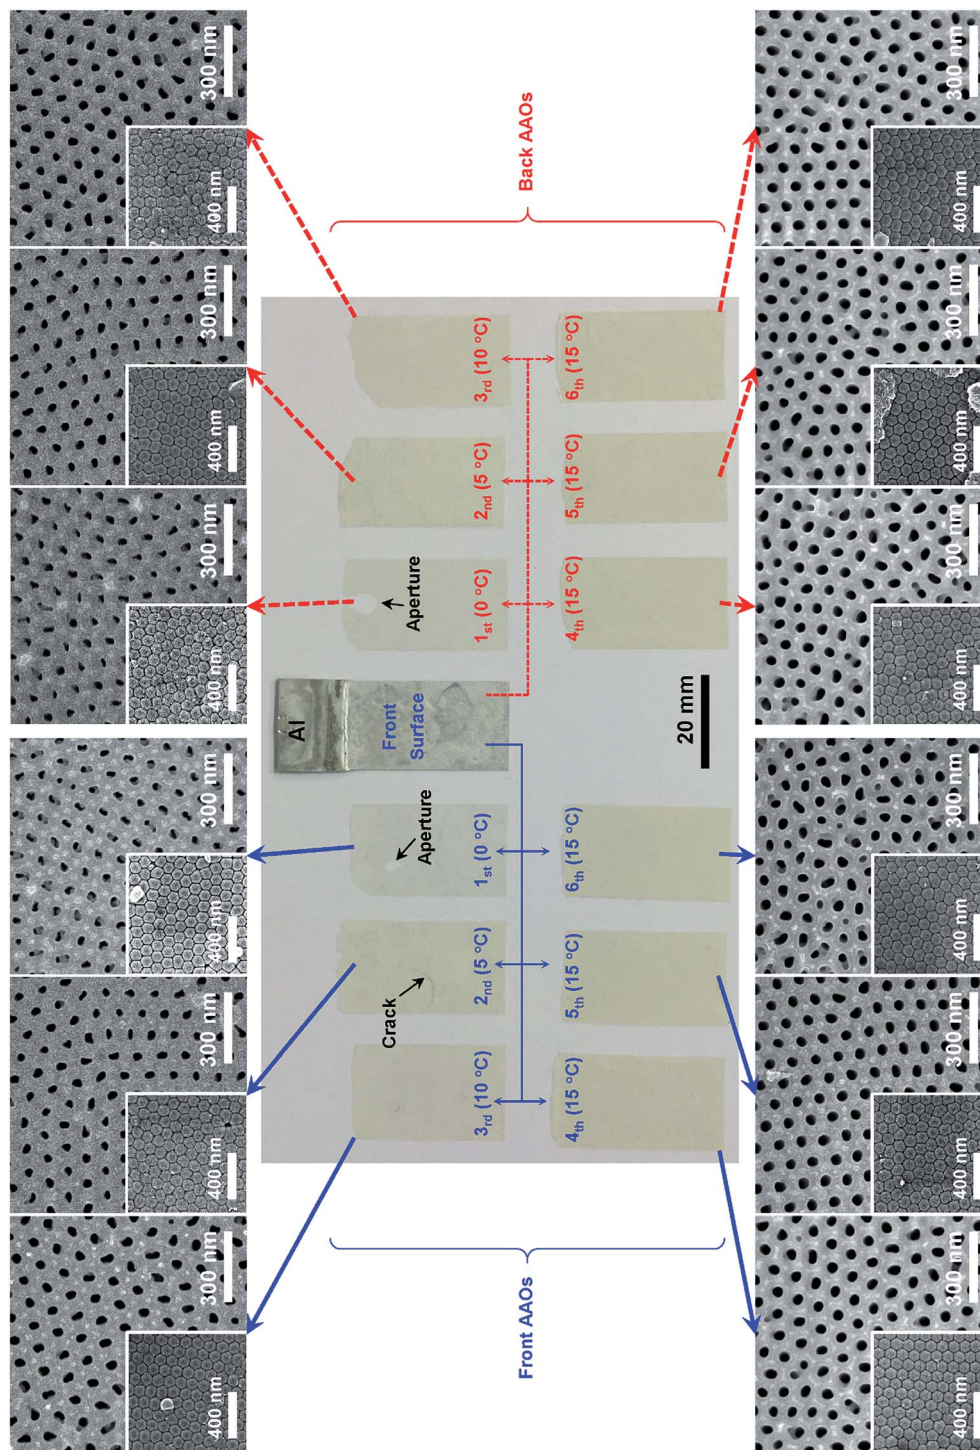 400 nm
300 nm
400 nm
300 nm
400 nm
300 nm
400 nm
300 nm
400 nm
300 nm
400 nm
300 nm
Al
Front
Surface
Crack
Aperture
Aperture
3rd (10 °C)
2nd (5 °C)
1st (0 °C)
1st (0 °C)
2nd (5 °C)
3rd (10 °C)
Front AAOs
Back AAOs
4th (15 °C)
5th (15 °C)
6th (15 °C)
4th (15 °C)
5th (15 °C)
6th (15 °C)
20 mm
400 nm
300 nm
400 nm
300 nm
400 nm
300 nm
400 nm
300 nm
400 nm
300 nm
400 nm
300 nm